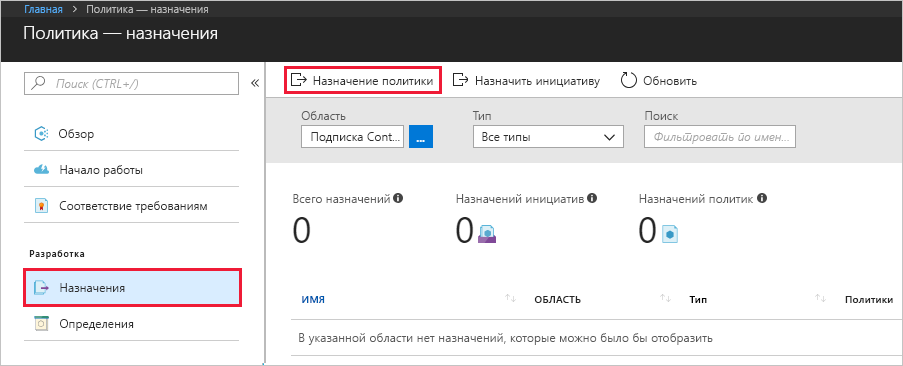 Главная > Политика — назначения
Политика — назначения
Поиск (CTRL+/)
«
Обзор
Начало работы
Соответствие требованиям
Разработка
Назначения
Определения
Назначение политики Назначить инициативу Обновить
Область Тип Поиск
Подписка Cont... ... Все типы Фильтровать по имен...
Всего назначений Назначений инициатив Назначений политик
0 0 0
ИМЯ ОБЛАСТЬ Тип Политики
В указанной области нет назначений, которые можно было бы отобразить